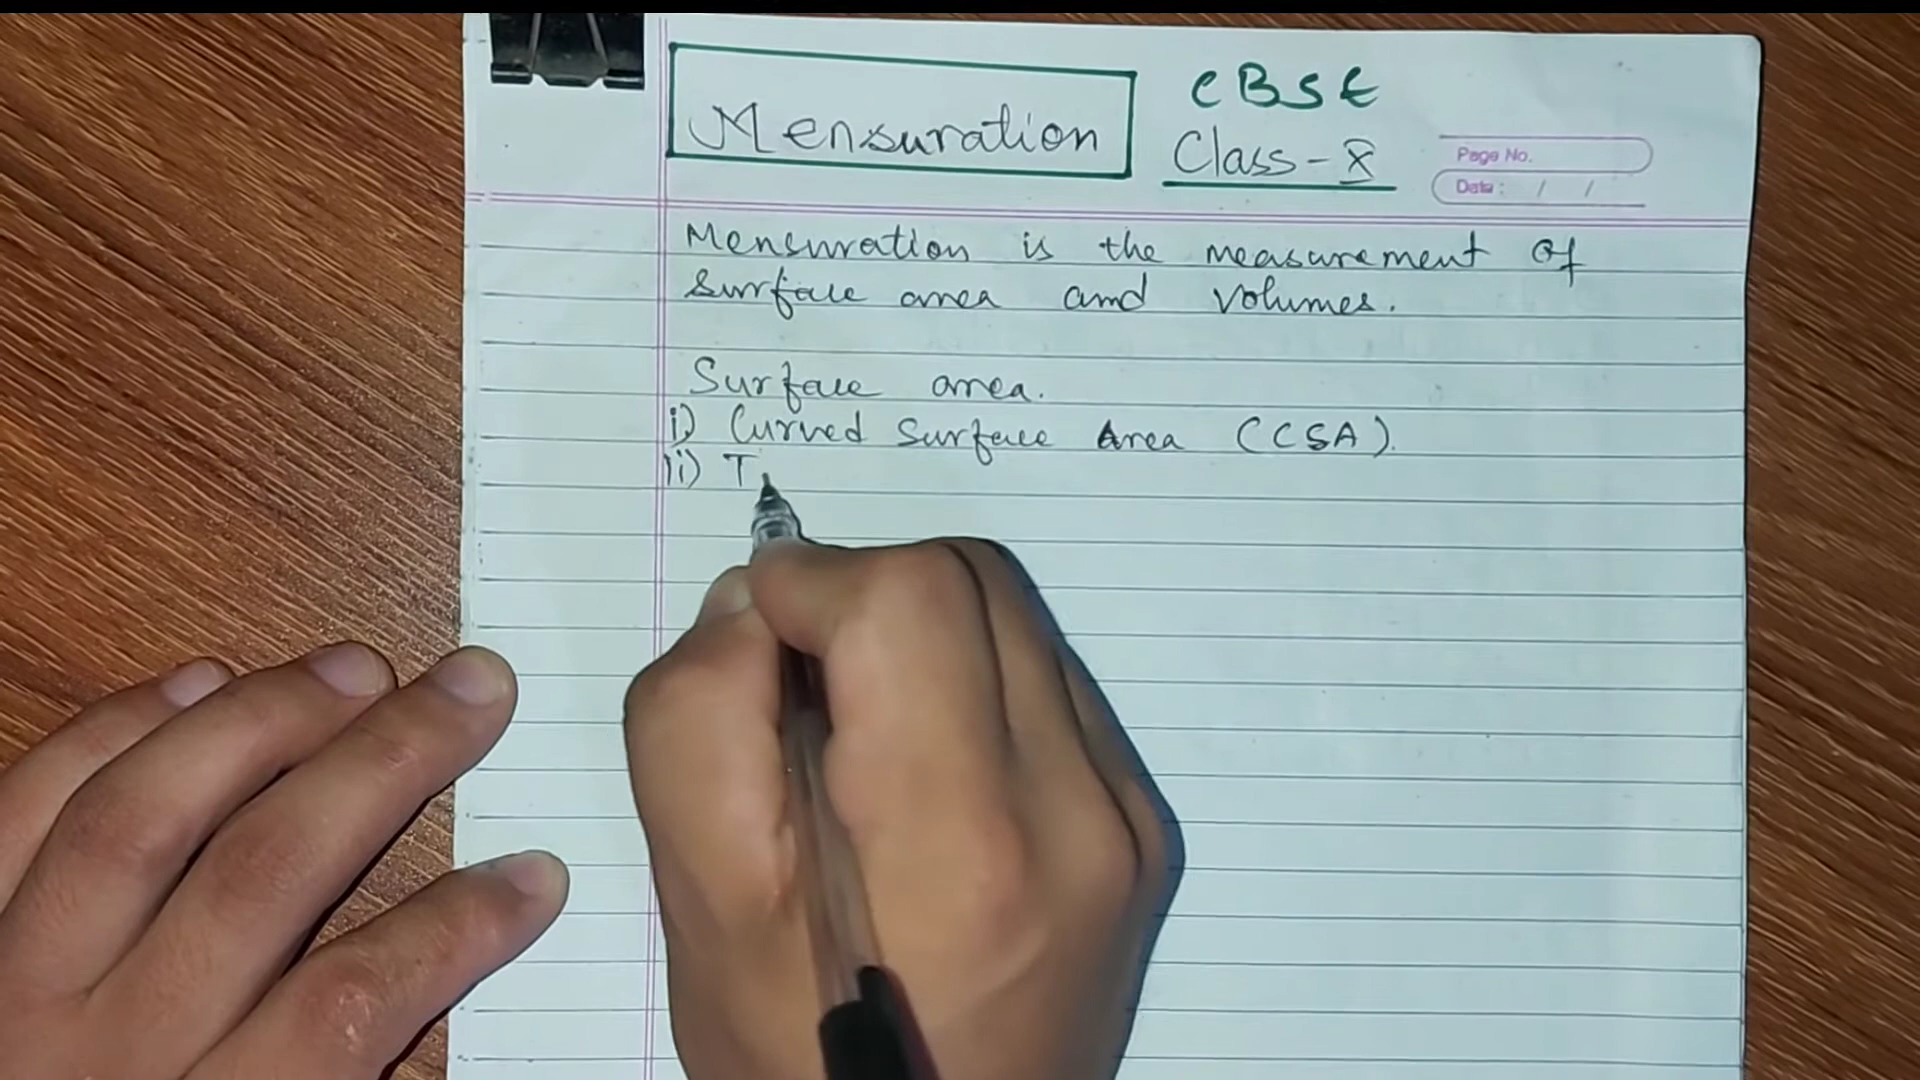 Mensuration
CBSE
Class-X
Page No.
Date: / /
Mensuration is the measurement of
surface area and volumes.
Surface area.
i) Curved Surface Area (CSA).
ii) T